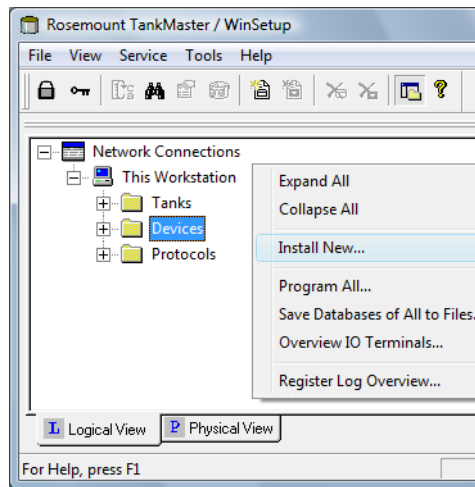 Rosemount TankMaster / WinSetup
File View Service Tools Help
Network Connections
This Workstation
Tanks
Devices
Protocols
Expand All
Collapse All
Install New...
Program All...
Save Databases of All to Files.
Overview IO Terminals...
Register Log Overview...
L Logical View P Physical View
For Help, press F1